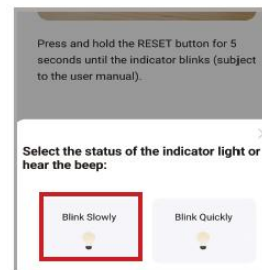 Press and hold the RESET button for 5
seconds until the indicator blinks (subject
to the user manual).
Select the status of the indicator light or
hear the beep:
Blink Slowly
Blink Quickly